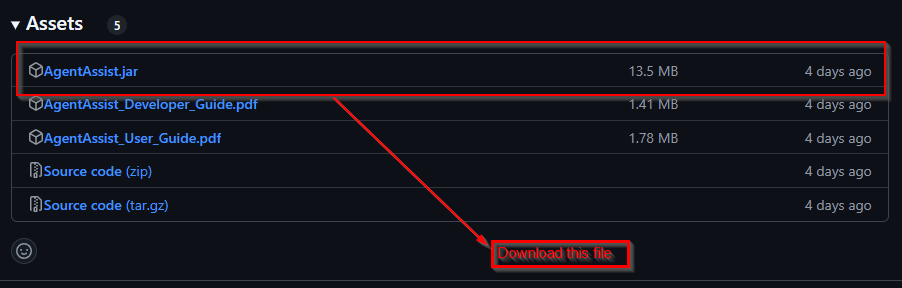 Assets 5
AgentAssist.jar 13.5 MB 4 days ago
AgentAssist_Developer_Guide.pdf 1.41 MB 4 days ago
AgentAssist_User_Guide.pdf 1.78 MB 4 days ago
Source code (zip) 4 days ago
Source code (tar.gz) 4 days ago
Download this file